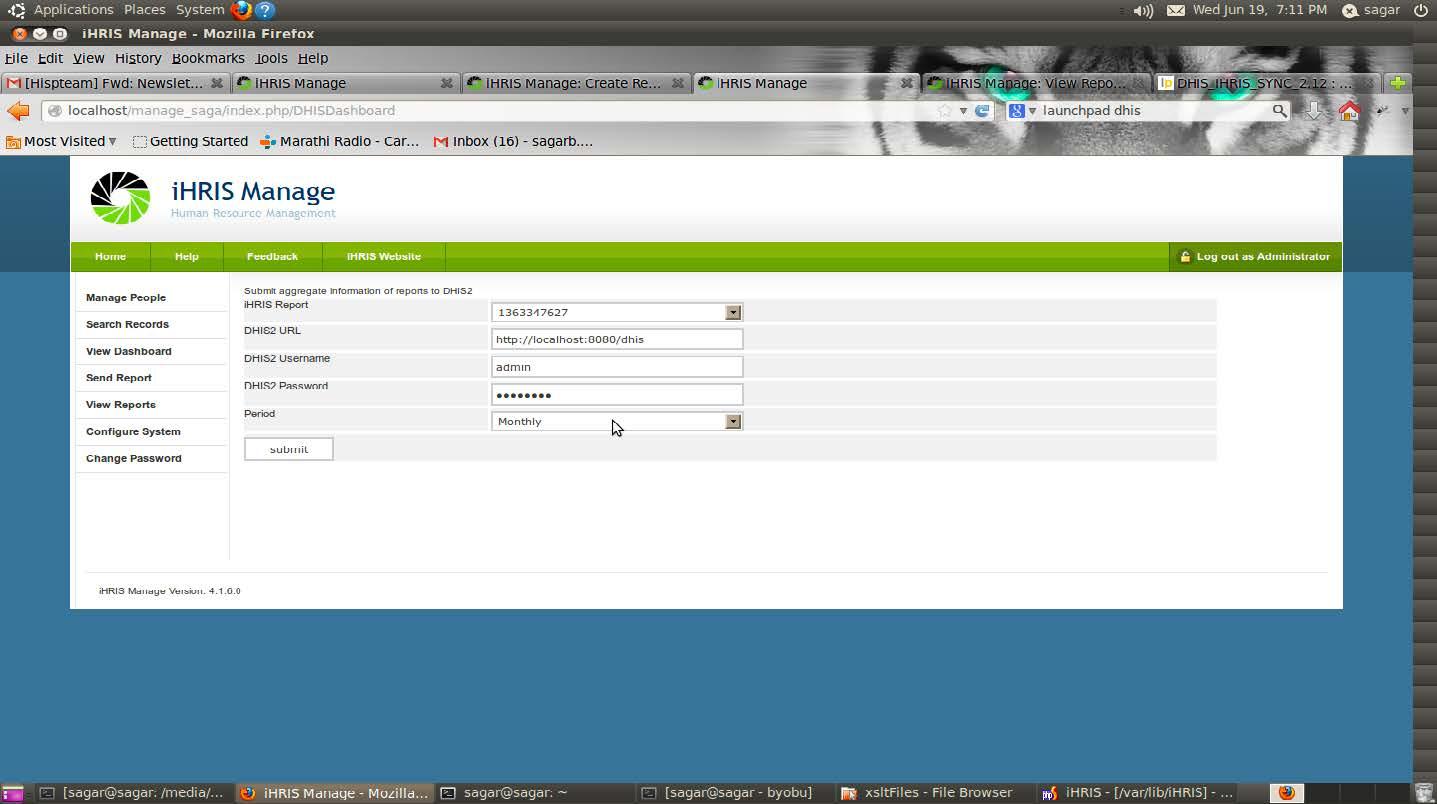 Applications Places System ? Wed Jun 19, 7:11 PM sagar
iHRIS Manage - Mozilla Firefox
File Edit View History Bookmarks Tools Help
[HIspteam] Fwd: Newslet... iHRIS Manage iHRIS Manage: Create Re... iHRIS Manage iHRIS Manage: View Repo... lp DHIS_IHRIS_SYNC_2.12 : ...
localhost/manage_saga/index.php/DHISDashboard 8 launchpad dhis
Most Visited Getting Started Marathi Radio - Car... Inbox (16) - sagarb....
iHRIS Manage
Human Resource Management
Home Help Feedback iHRIS Website Log out as Administrator
Manage People
Search Records
View Dashboard
Send Report
View Reports
Configure System
Change Password
Submit aggregate information of reports to DHIS2
iHRIS Report 1363347627
DHIS2 URL http://localhost:8080/dhis
DHIS2 Username admin
DHIS2 Password ●●●●●●●●
Period Monthly
submit
iHRIS Manage Version: 4.1.6.0
[sagar@sagar: /media/... iHRIS Manage - Mozilla... sagar@sagar: ~ [sagar@sagar - byobu] xsltFiles - File Browser php iHRIS - [/var/lib/iHRIS] - ...